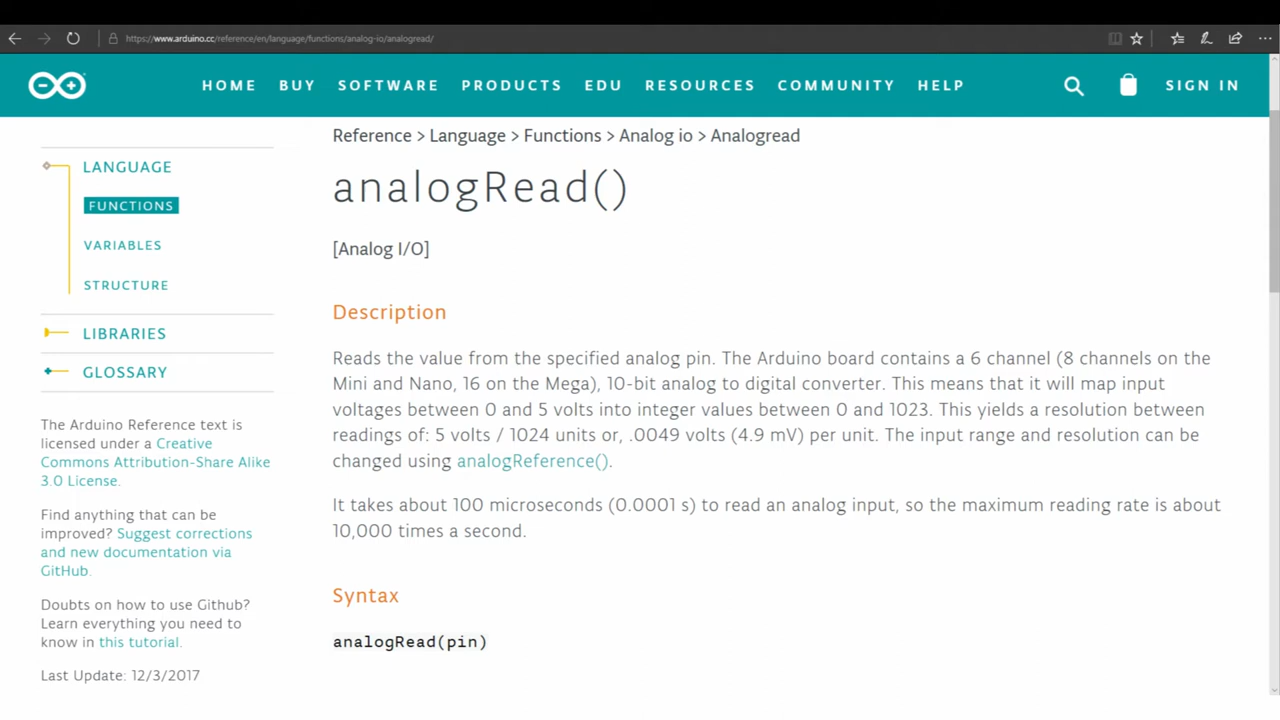 https://www.arduino.cc/reference/en/language/functions/analog-io/analogread/
HOME BUY SOFTWARE PRODUCTS EDU RESOURCES COMMUNITY HELP SIGN IN
LANGUAGE
FUNCTIONS
VARIABLES
STRUCTURE
LIBRARIES
GLOSSARY
The Arduino Reference text is
licensed under a Creative
Commons Attribution-Share Alike
3.0 License.
Find anything that can be
improved? Suggest corrections
and new documentation via
GitHub.
Doubts on how to use Github?
Learn everything you need to
know in this tutorial.
Last Update: 12/3/2017
Reference > Language > Functions > Analog io > Analogread
analogRead()
[Analog I/O]
Description
Reads the value from the specified analog pin. The Arduino board contains a 6 channel (8 channels on the
Mini and Nano, 16 on the Mega), 10-bit analog to digital converter. This means that it will map input
voltages between 0 and 5 volts into integer values between 0 and 1023. This yields a resolution between
readings of: 5 volts / 1024 units or, .0049 volts (4.9 mV) per unit. The input range and resolution can be
changed using analogReference().
It takes about 100 microseconds (0.0001 s) to read an analog input, so the maximum reading rate is about
10,000 times a second.
Syntax
analogRead(pin)